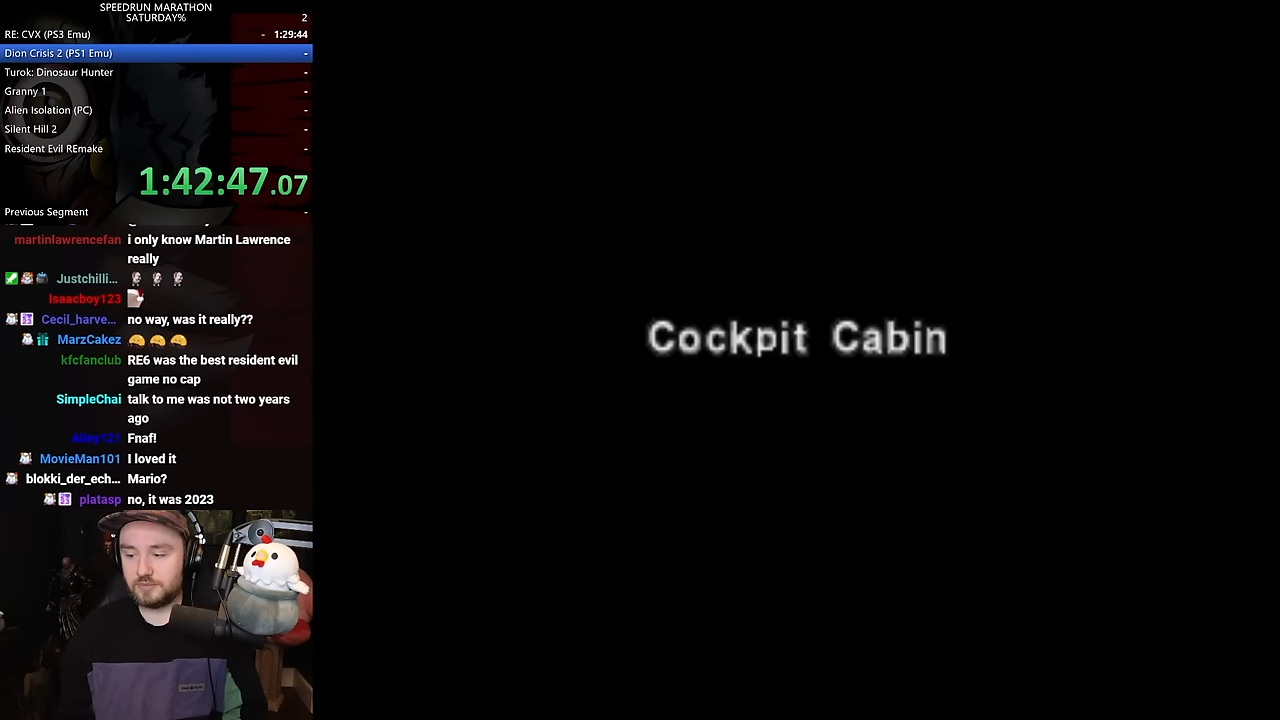 SPEEDRUN MARATHON
SATURDAY%
2
RE: CVX (PS3 Emu) - 1:29:44
Dion Crisis 2 (PS1 Emu) -
Turok: Dinosaur Hunter -
Granny 1 -
Alien Isolation (PC) -
Silent Hill 2 -
Resident Evil REmake -
1:42:47.07
Previous Segment -
martinlawrencefan i only know Martin Lawrence
really
Justchilli...
Isaacboy123
Cecil_harve... no way, was it really??
MarzCakez
kfcfanclub RE6 was the best resident evil
game no cap
SimpleChai talk to me was not two years
ago
Alley121 Fnaf!
MovieMan101 I loved it
blokki_der_ech... Mario?
platasp no, it was 2023
Cockpit Cabin